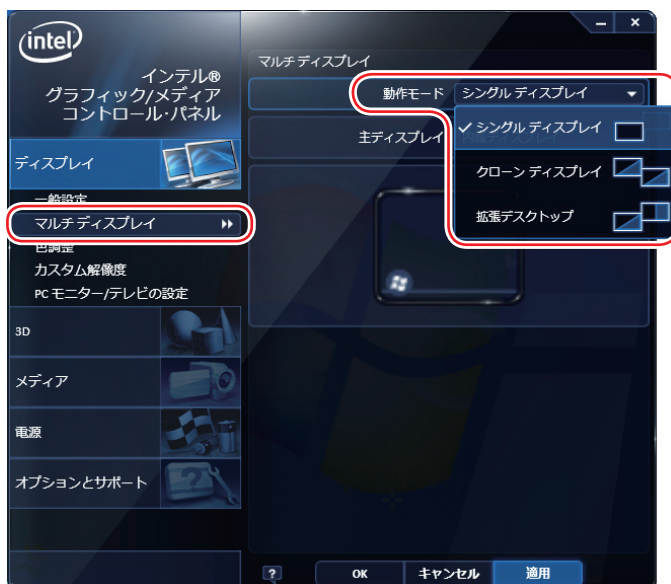 intel
インテル®
グラフィック/メディア
コントロール・パネル
ディスプレイ
一般設定
マルチ ディスプレイ
色調整
カスタム解像度
PC モニター/テレビの設定
3D
メディア
電源
オプションとサポート
マルチ ディスプレイ
動作モード シングル ディスプレイ
主ディスプレイ
シングル ディスプレイ
クローン ディスプレイ
拡張デスクトップ
?
OK キャンセル 適用